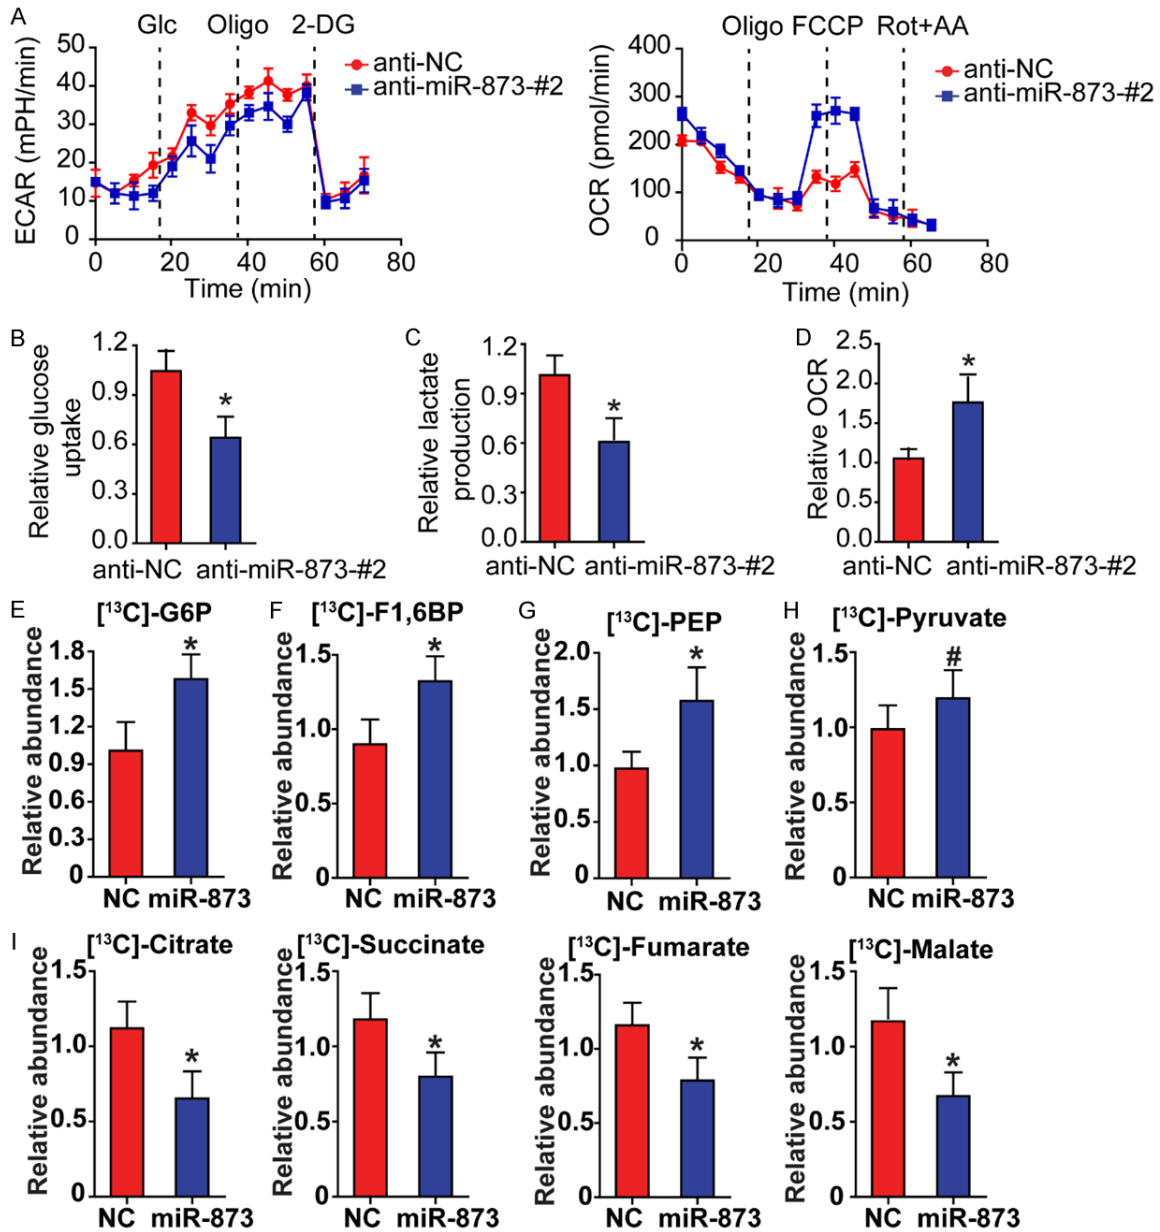 A
Glc Oligo 2-DG
anti-NC
anti-miR-873-#2
ECAR (mPH/min)
50
40
30
20
10
0
0 20 40 60 80
Time (min)
Oligo FCCP Rot+AA
anti-NC
anti-miR-873-#2
OCR (pmol/min)
400
300
200
100
0
0 20 40 60 80
Time (min)
B
Relative glucose
uptake
1.2
0.9
0.6
0.3
0.0
*
anti-NC anti-miR-873-#2
C
Relative lactate
production
1.2
0.9
0.6
0.3
0.0
*
anti-NC anti-miR-873-#2
D
Relative OCR
2.5
2.0
1.5
1.0
0.5
0.0
*
anti-NC anti-miR-873-#2
E
[¹³C]-G6P
Relative abundance
1.8
1.5
1.2
0.9
0.6
0.3
0
*
NC miR-873
F
[¹³C]-F1,6BP
Relative abundance
1.5
1.0
0.5
0
*
NC miR-873
G
[¹³C]-PEP
Relative abundance
2.0
1.5
1.0
0.5
0
*
NC miR-873
H
[¹³C]-Pyruvate
Relative abundance
1.5
1.0
0.5
0
#
NC miR-873
I
[¹³C]-Citrate
Relative abundance
1.5
1.0
0.5
0
*
NC miR-873
[¹³C]-Succinate
Relative abundance
1.5
1.0
0.5
0
*
NC miR-873
[¹³C]-Fumarate
Relative abundance
1.5
1.0
0.5
0
*
NC miR-873
[¹³C]-Malate
Relative abundance
1.5
1.0
0.5
0
*
NC miR-873